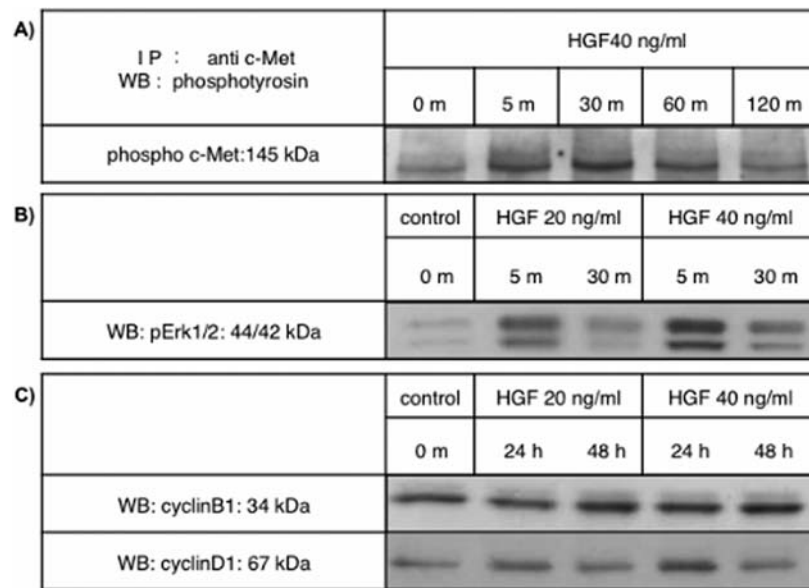 A)
I P : anti c-Met
WB : phosphotyrosin
HGF40 ng/ml
0 m 5 m 30 m 60 m 120 m
phospho c-Met:145 kDa
B)
control HGF 20 ng/ml HGF 40 ng/ml
0 m 5 m 30 m 5 m 30 m
WB: pErk1/2: 44/42 kDa
C)
control HGF 20 ng/ml HGF 40 ng/ml
0 m 24 h 48 h 24 h 48 h
WB: cyclinB1: 34 kDa
WB: cyclinD1: 67 kDa